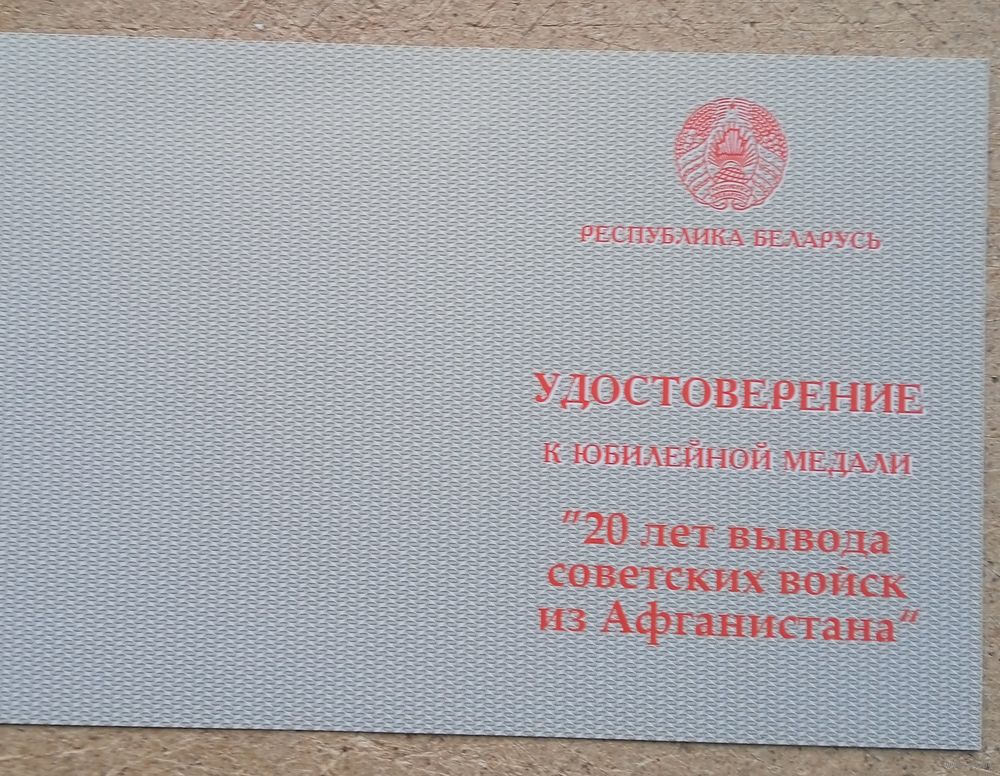 РЕСПУБЛИКА БЕЛАРУСЬ
УДОСТОВЕРЕНИЕ
К ЮБИЛЕЙНОЙ МЕДАЛИ
"20 лет вывода
советских войск
из Афганистана"